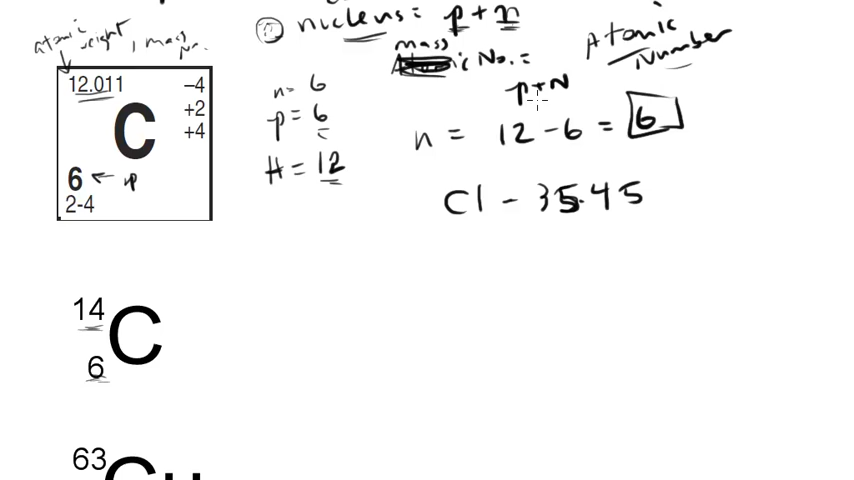 nucleus: p + n
atomic weight, mass No.
mass
No. =
Atomic Number
p + N
12.011
-4
+2
+4
C
6 ← p
2-4
n = 6
p = 6
# = 12
n = 12 - 6 = 6
Cl - 35.45
14
6
C
63
Cu